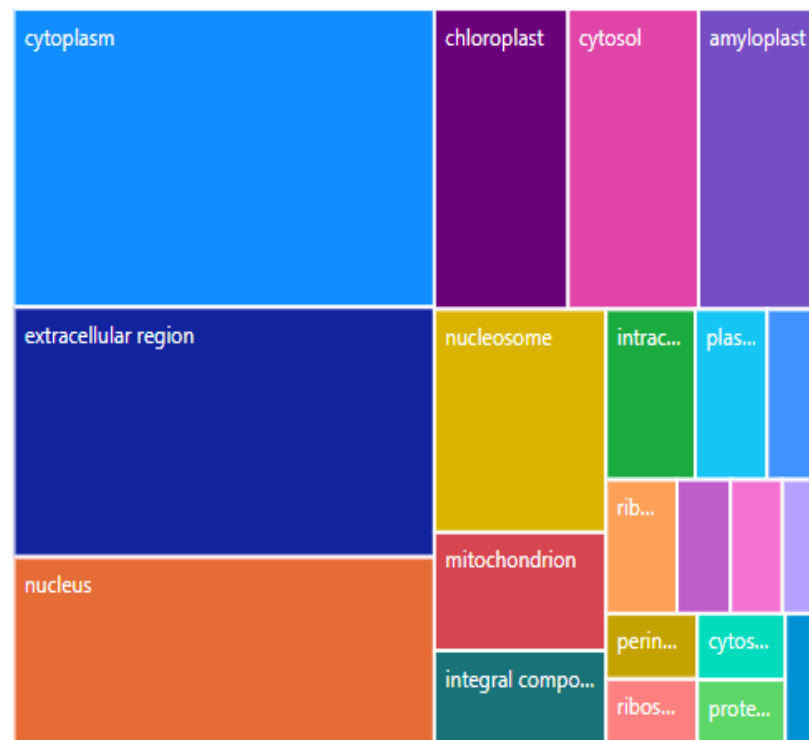 cytoplasm
chloroplast
cytosol
amyloplast
extracellular region
nucleosome
intrac...
plas...
rib...
nucleus
mitochondrion
integral compo...
perin...
cytos...
ribos...
prote...